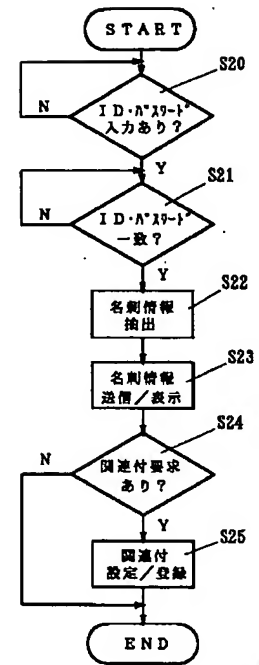 START
S20
ID・ﾊﾟｽﾜｰﾄﾞ
入力あり?
N
Y
S21
ID・ﾊﾟｽﾜｰﾄﾞ
一致?
N
Y
S22
名刺情報
抽出
S23
名刺情報
送信/表示
S24
N
関連付要求
あり?
Y
S25
関連付
設定/登録
END